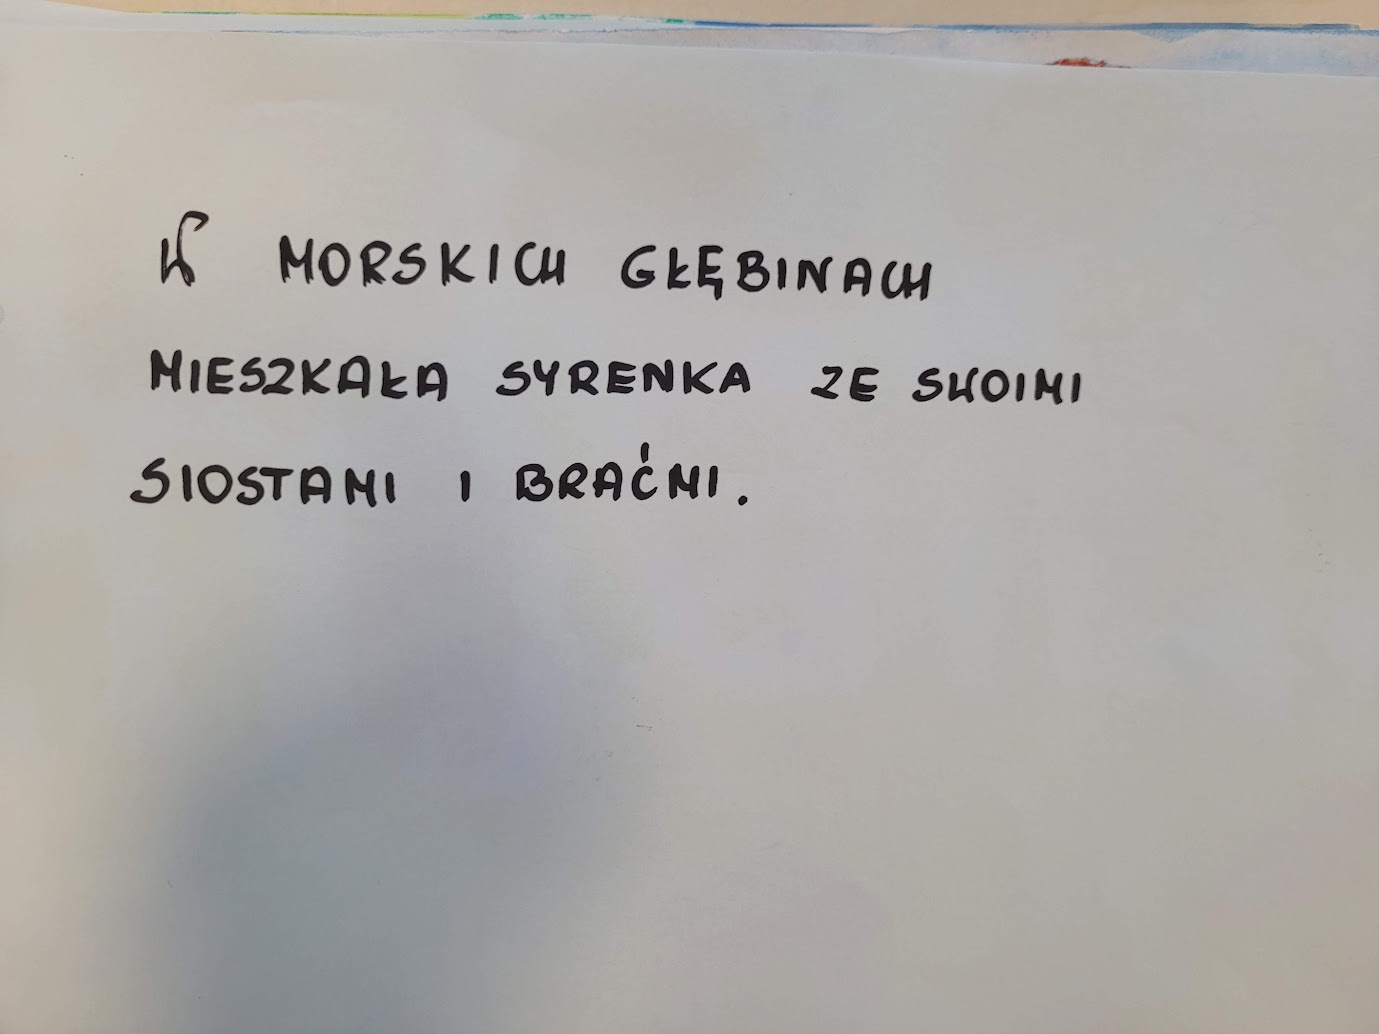 W MORSKICH GŁĘBINACH
MIESZKAŁA SYRENKA ZE SWOIMI
SIOSTAMI I BRAĆMI.